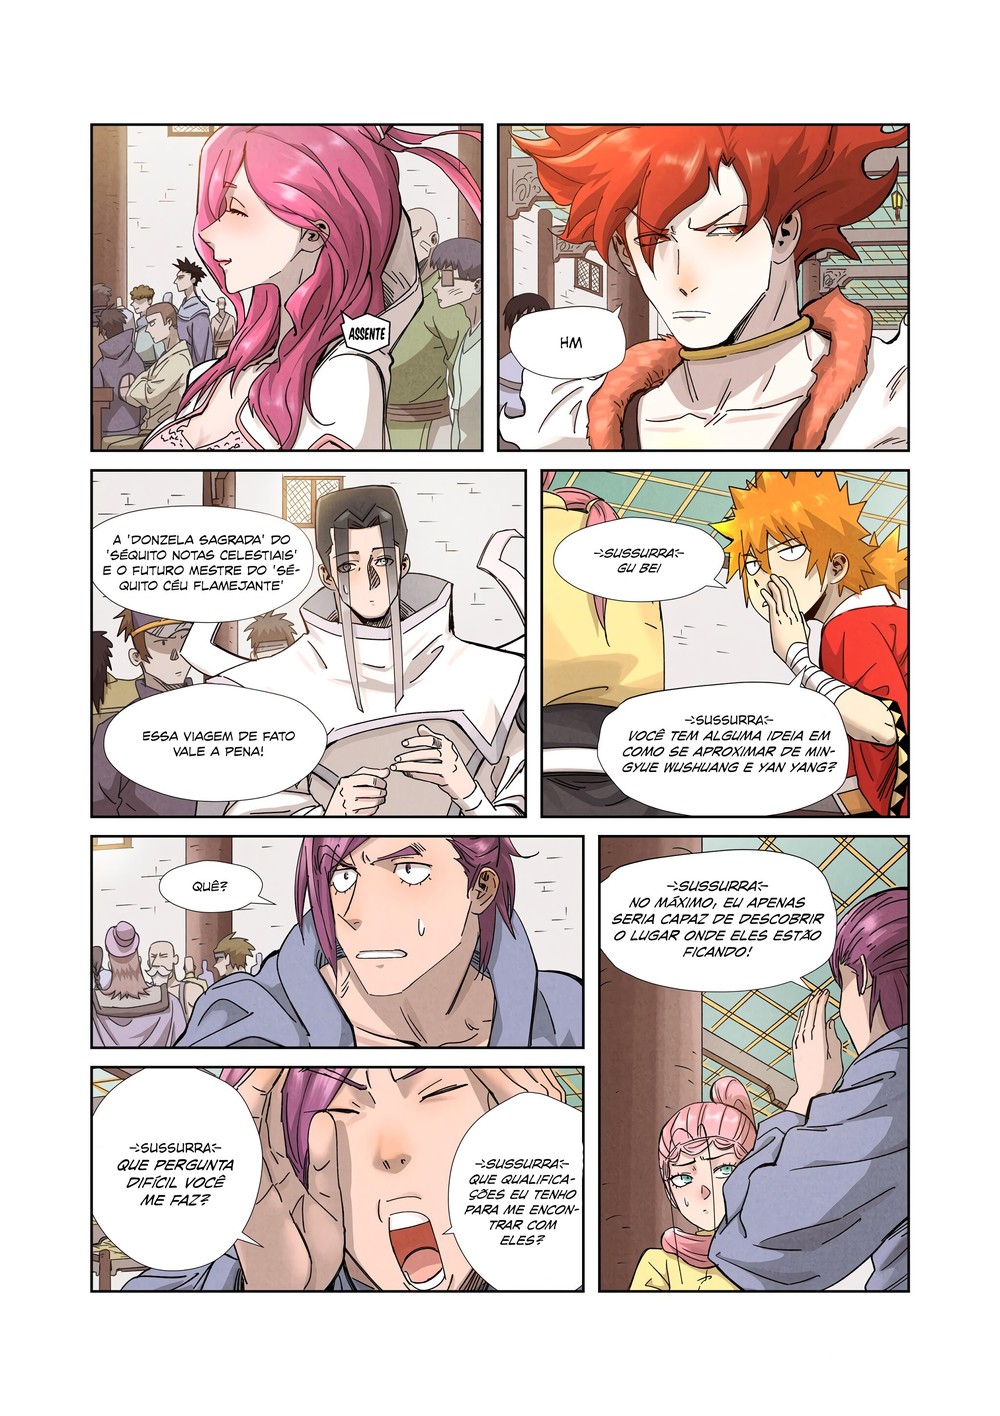 ASSENTE
HM
A 'DONZELA SAGRADA' DO
'SÉQUITO NOTAS CELESTIAIS'
E O FUTURO MESTRE DO 'SÉ-
QUITO CÉU FLAMEJANTE'
ESSA VIAGEM DE FATO
VALE A PENA!
SUSSURRA
GU BEI
SUSSURRA
VOCÊ TEM ALGUMA IDEIA EM
COMO SE APROXIMAR DE MIN-
GYUE WUSHUANG E YAN YANG?
QUÊ?
SUSSURRA
NO MÁXIMO, EU APENAS
SERIA CAPAZ DE DESCOBRIR
O LUGAR ONDE ELES ESTÃO
FICANDO!
SUSSURRA
QUE PERGUNTA
DIFÍCIL VOCÊ
ME FAZ?
SUSSURRA
QUE QUALIFICA-
ÇÕES EU TENHO
PARA ME ENCON-
TRAR COM
ELES?